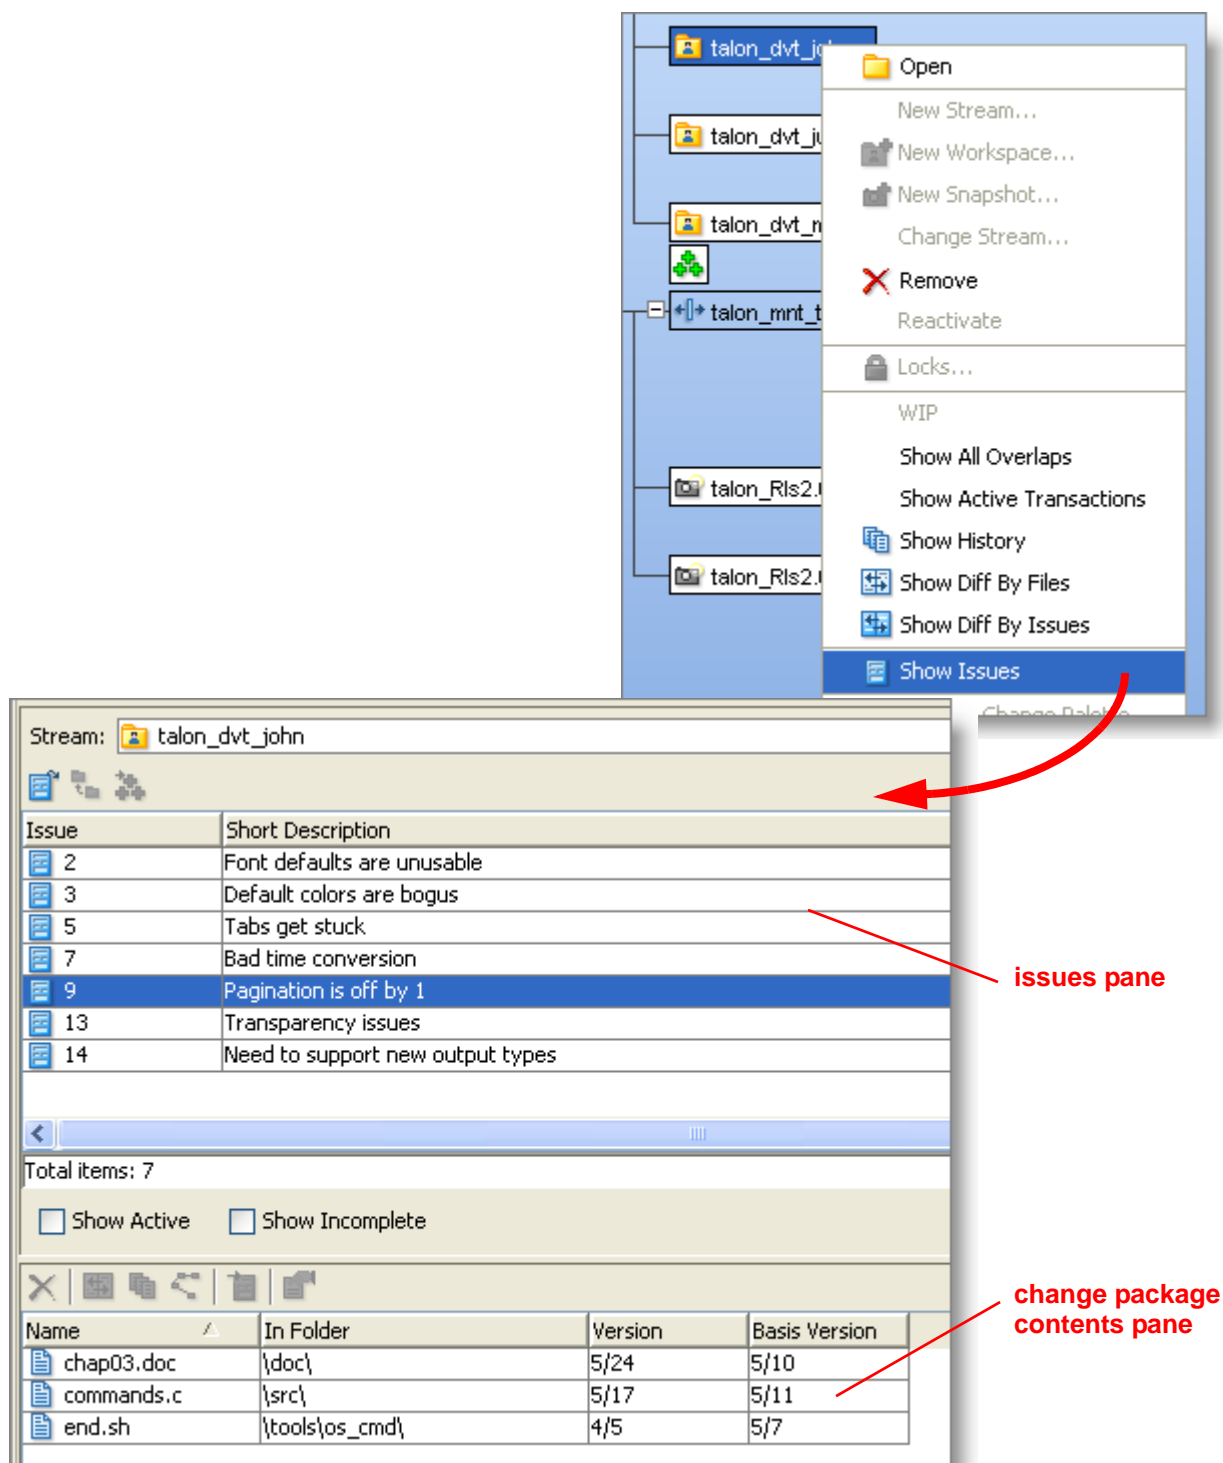 talon_dvt_jo
Open
New Stream...
talon_dvt_ju
New Workspace...
New Snapshot...
talon_dvt_
Change Stream...
Remove
talon_mnt_t
Reactivate
Locks...
WIP
Show All Overlaps
talon_Rls2.
Show Active Transactions
Show History
talon_Rls2.
Show Diff By Files
Show Diff By Issues
Show Issues
Change Palette
Stream: talon_dvt_john
Issue Short Description
2 Font defaults are unusable
3 Default colors are bogus
5 Tabs get stuck
7 Bad time conversion
issues pane
9 Pagination is off by 1
13 Transparency issues
14 Need to support new output types
Total items: 7
Show Active Show Incomplete
change package
contents pane
Name In Folder Version Basis Version
chap03.doc \doc\ 5/24 5/10
commands.c \src\ 5/17 5/11
end.sh \tools\os_cmd\ 4/5 5/7